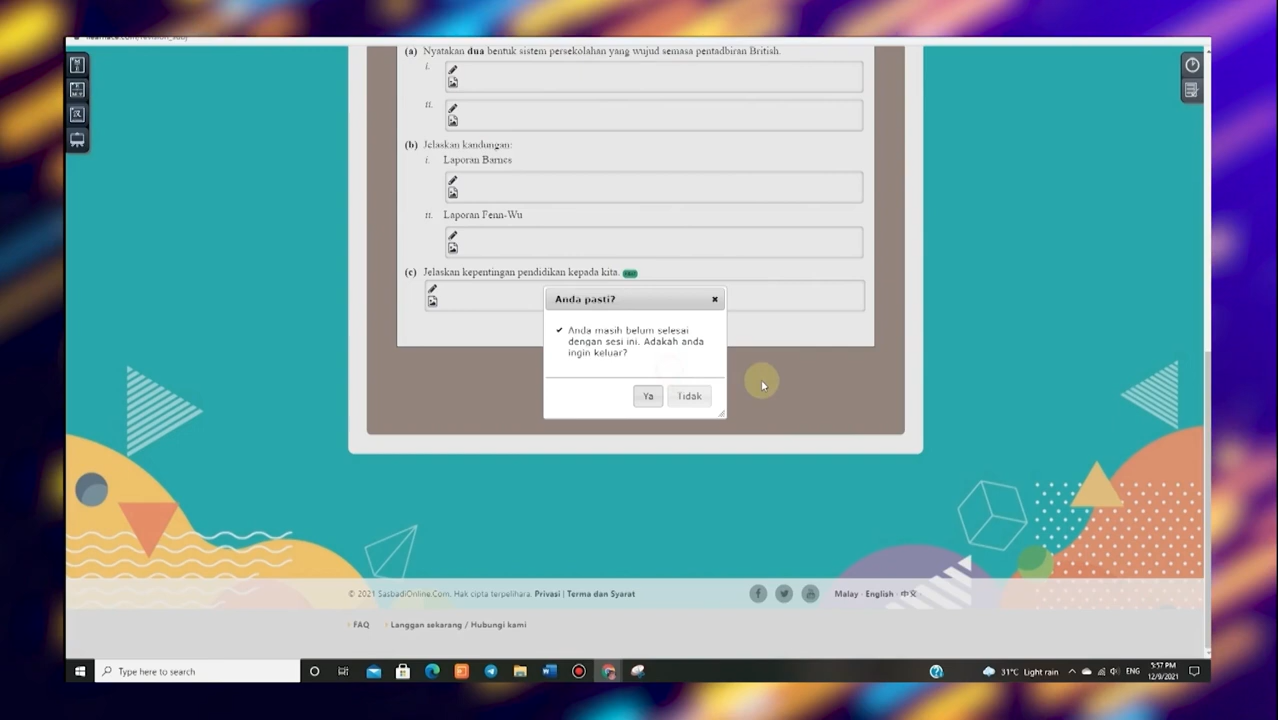 (a) Nyatakan dua bentuk sistem persekolahan yang wujud semasa pentadbiran British.
i.
ii.
(b) Jelaskan kandungan:
i. Laporan Barnes
ii. Laporan Fenn-Wu
(c) Jelaskan kepentingan pendidikan kepada kita.
Anda pasti?
Anda masih belum selesai
dengan sesi ini. Adakah anda
ingin keluar?
Ya Tidak
© 2021 SasbadiOnline.Com. Hak cipta terpelihara. Privasi | Terma dan Syarat
Malay · English · 中文
FAQ Langgan sekarang / Hubungi kami
Type here to search
31°C Light rain ENG
5:57 PM
12/9/2021